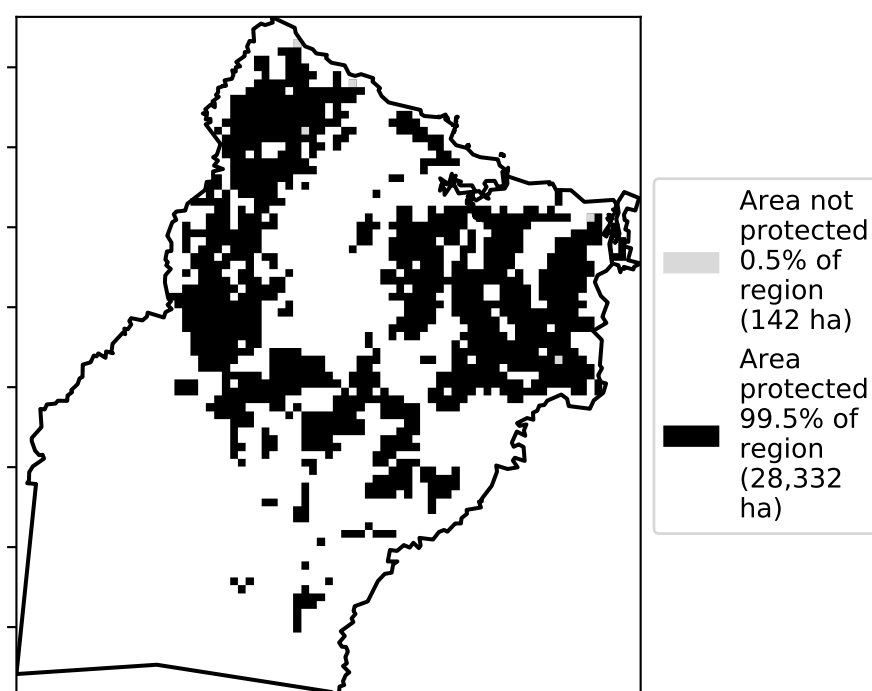 Area not
protected
0.5% of
region
(142 ha)
Area
protected
99.5% of
region
(28,332
ha)